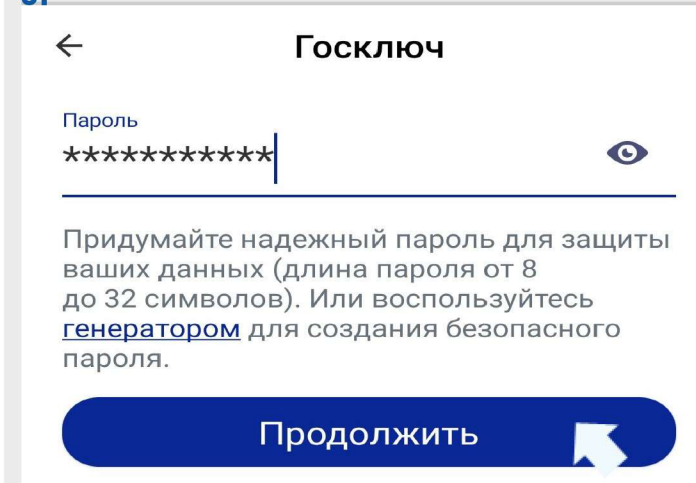 Госключ
Пароль
***********
Придумайте надежный пароль для защиты
ваших данных (длина пароля от 8
до 32 символов). Или воспользуйтесь
генератором для создания безопасного
пароля.
Продолжить